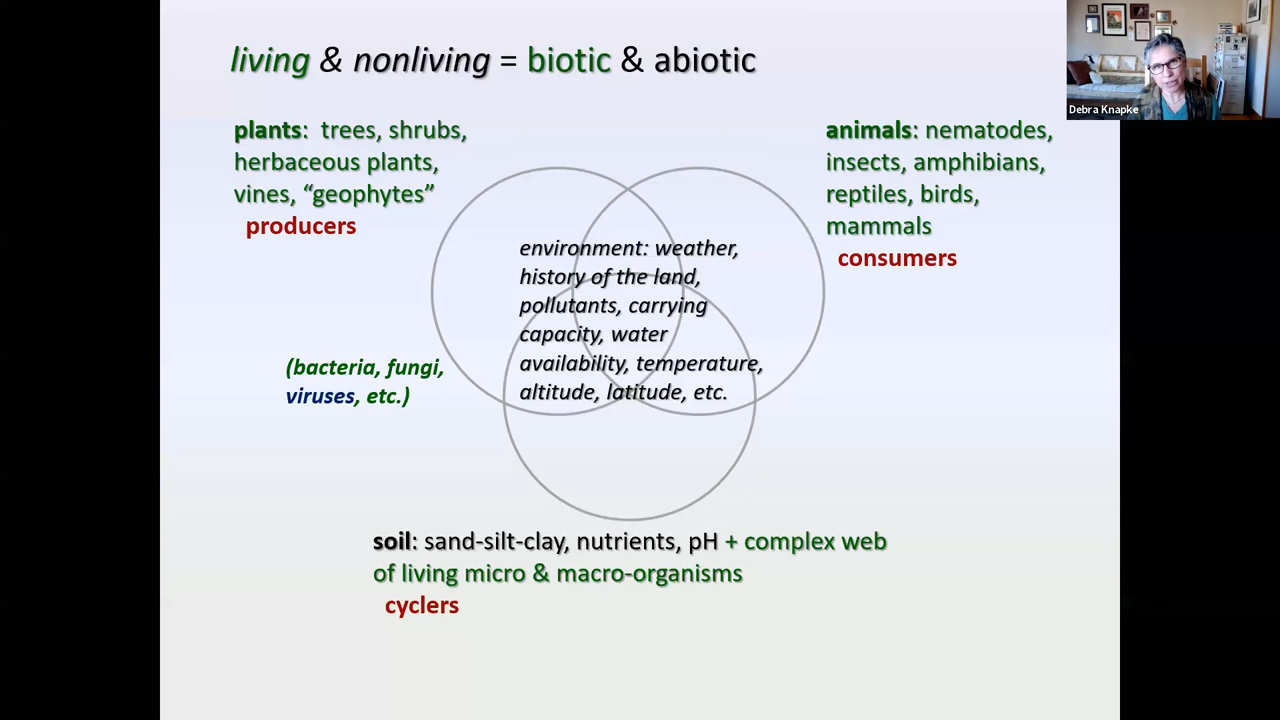 living & nonliving = biotic & abiotic
plants: trees, shrubs,
herbaceous plants,
vines, “geophytes”
producers
animals: nematodes,
insects, amphibians,
reptiles, birds,
mammals
consumers
environment: weather,
history of the land,
pollutants, carrying
capacity, water
availability, temperature,
altitude, latitude, etc.
(bacteria, fungi,
viruses, etc.)
soil: sand-silt-clay, nutrients, pH + complex web
of living micro & macro-organisms
cyclers
Debra Knapke